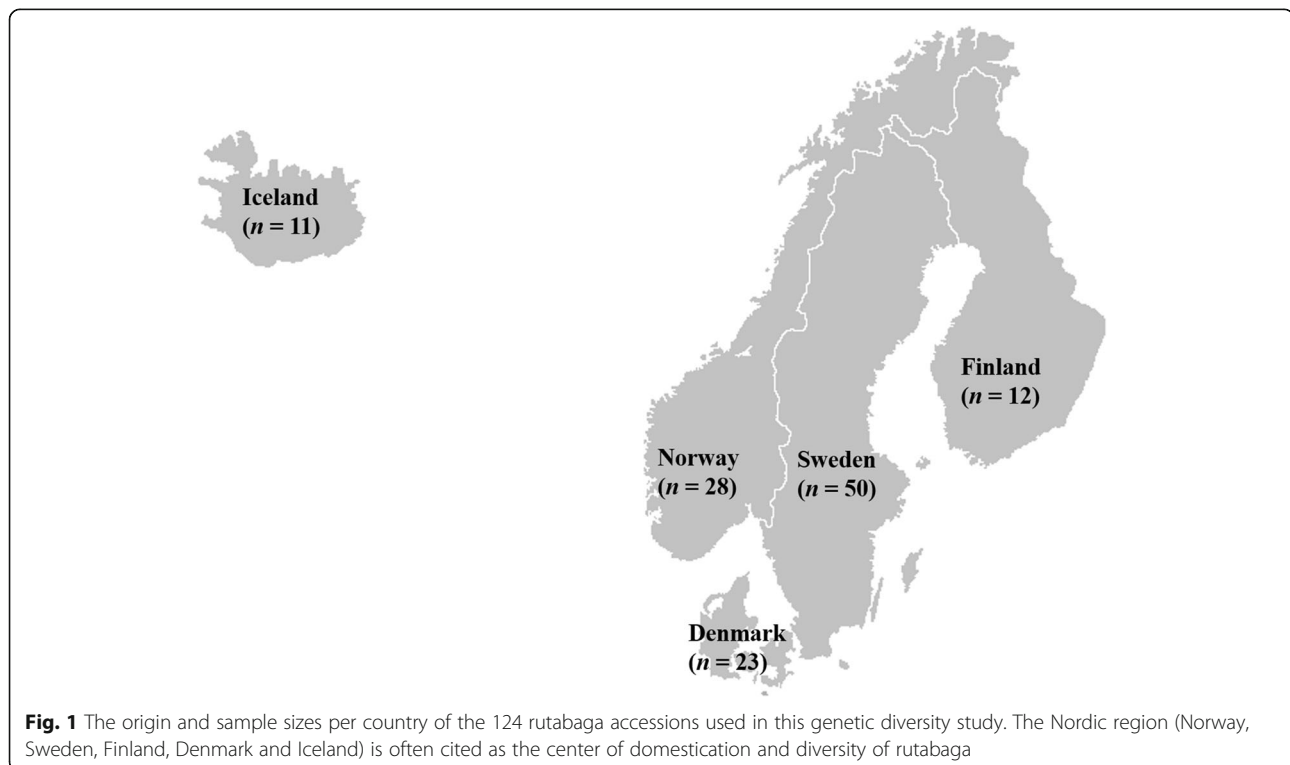 Iceland
(n = 11)
Finland
(n = 12)
Norway
(n = 28)
Sweden
(n = 50)
Denmark
(n = 23)
Fig. 1 The origin and sample sizes per country of the 124 rutabaga accessions used in this genetic diversity study. The Nordic region (Norway,
Sweden, Finland, Denmark and Iceland) is often cited as the center of domestication and diversity of rutabaga